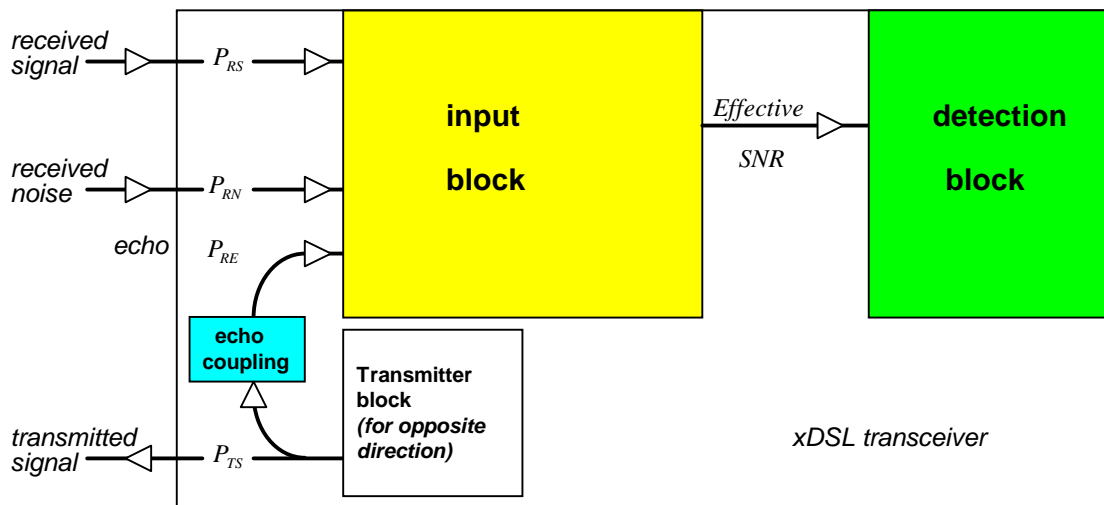 received
signal
P_RS
input
block
Effective
SNR
detection
block
received
noise
P_RN
echo
P_RE
echo
coupling
Transmitter
block
(for opposite
direction)
transmitted
signal
P_TS
xDSL transceiver